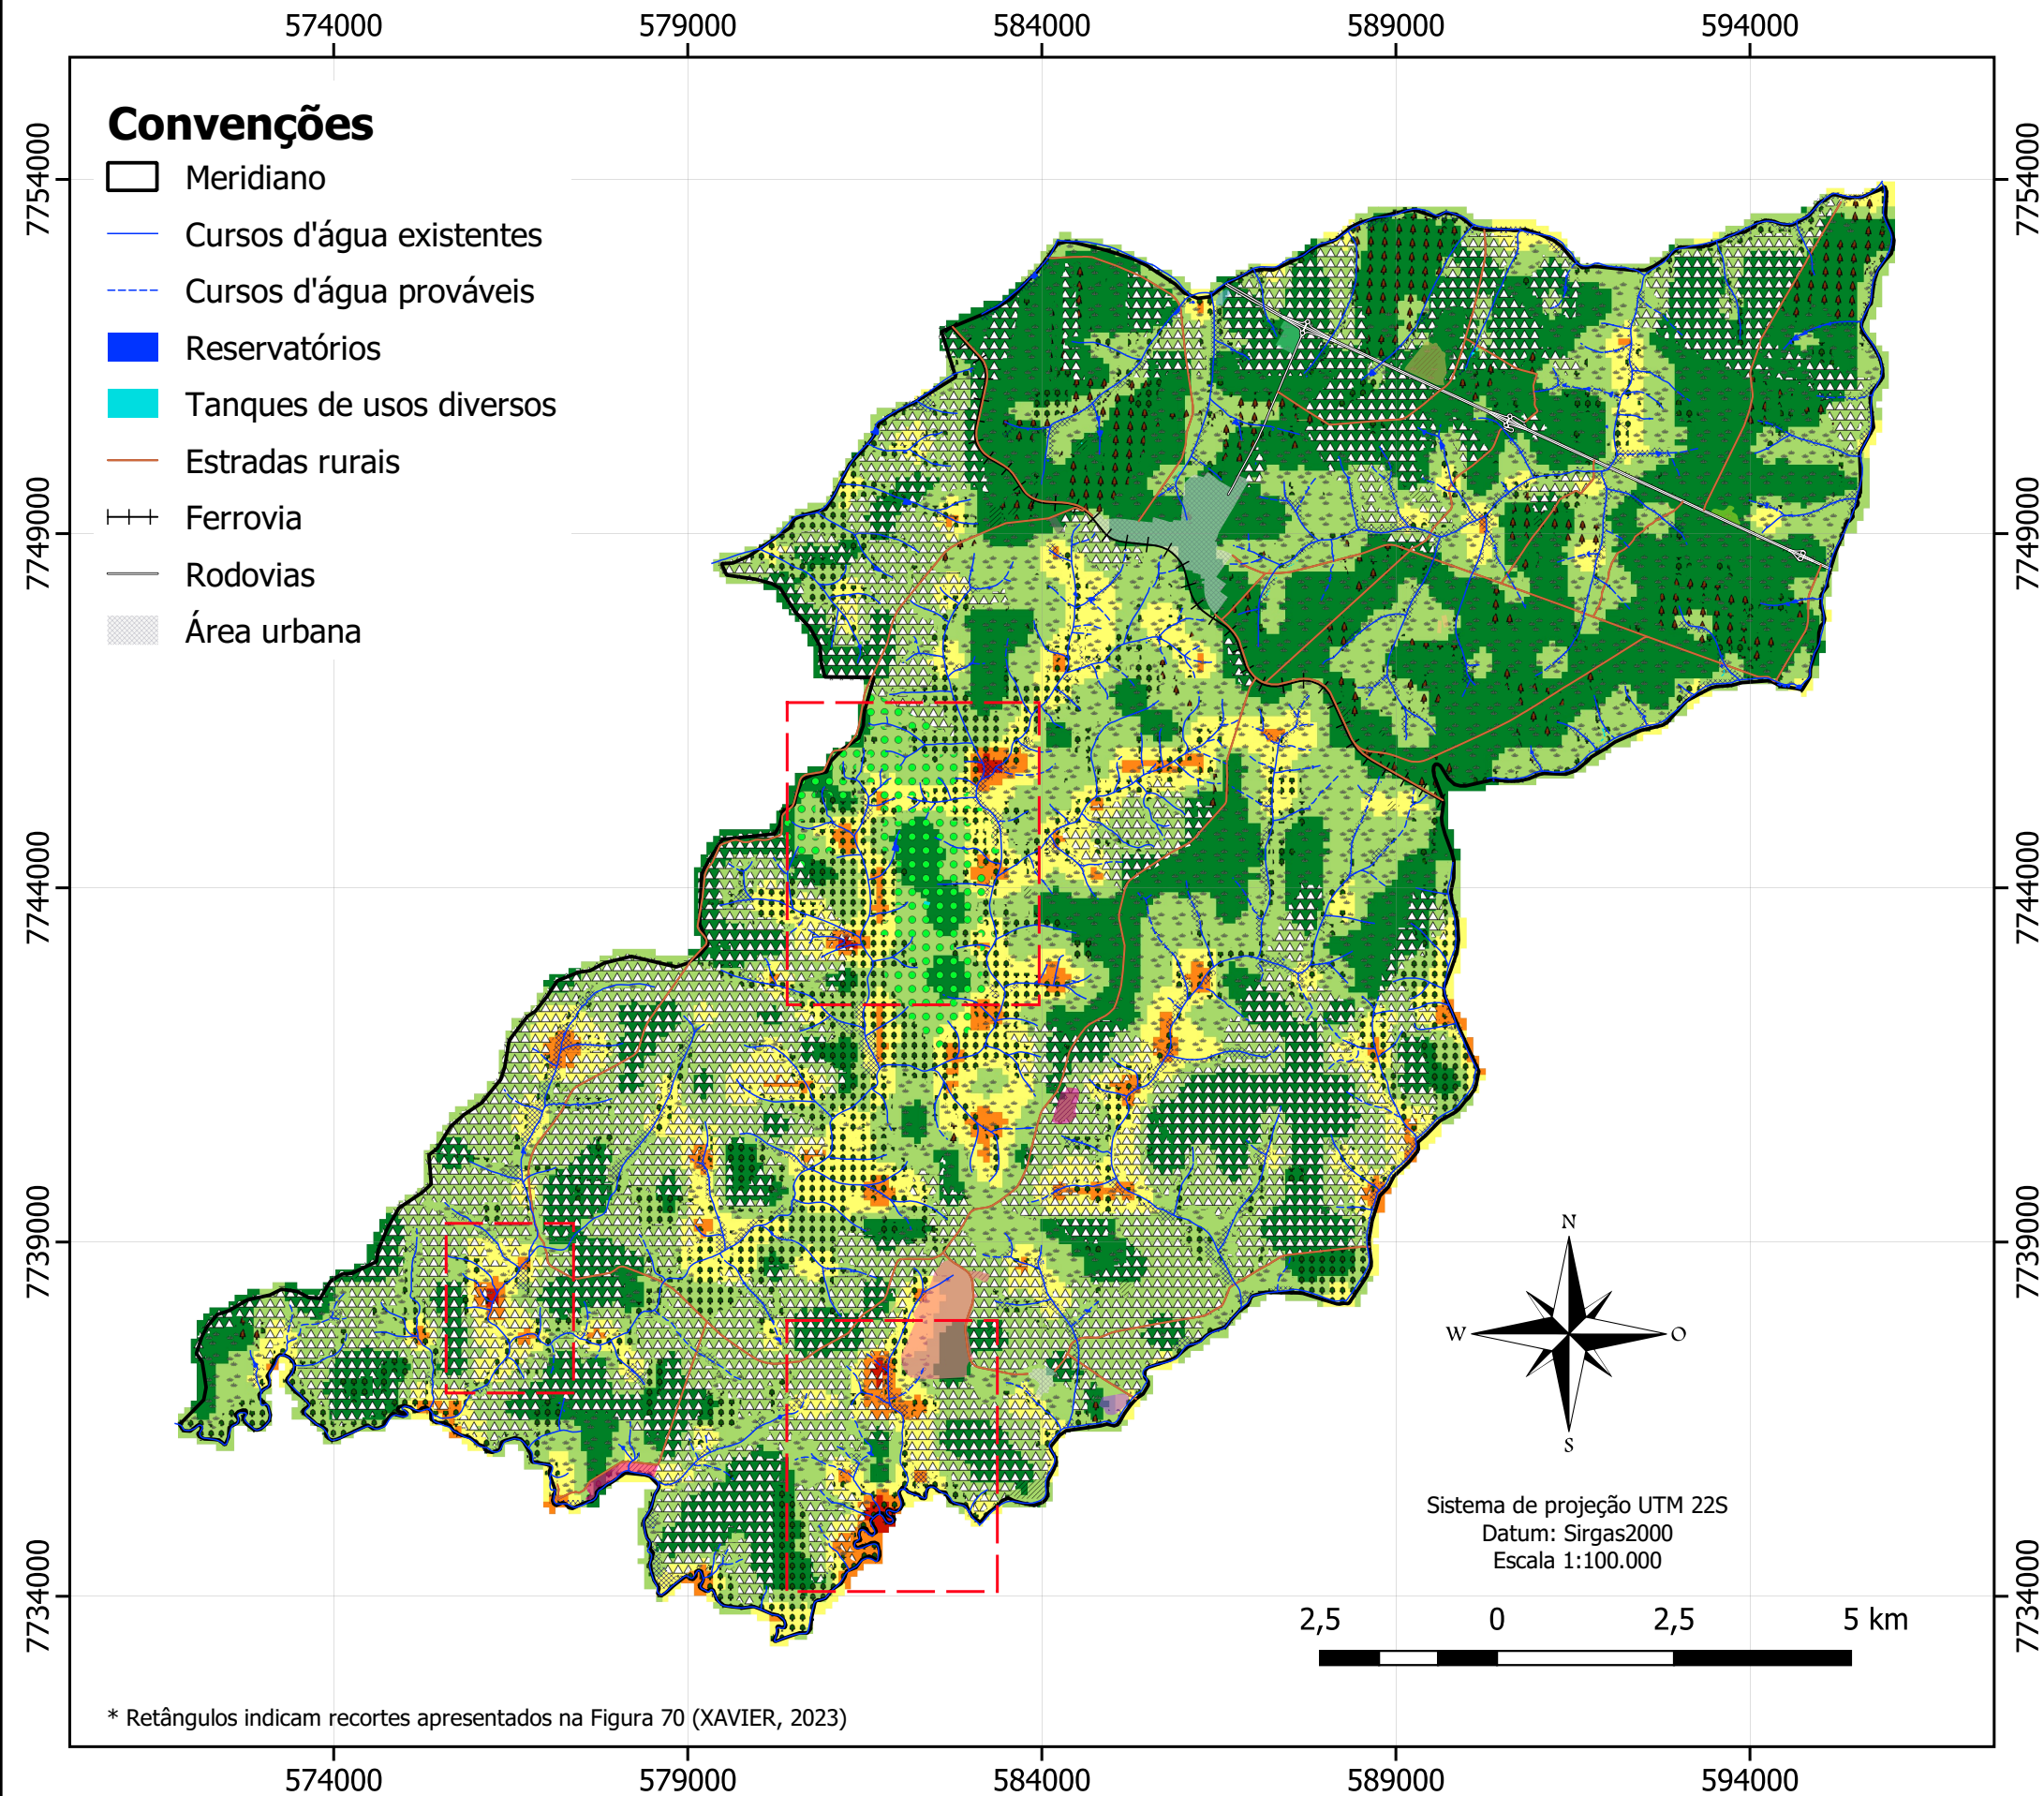 574000 579000 584000 589000 594000
Convenções
Meridiano
Cursos d'água existentes
Cursos d'água prováveis
Reservatórios
Tanques de usos diversos
Estradas rurais
Ferrovia
Rodovias
Área urbana
7754000 7754000
7749000 7749000
7744000 7744000
7739000 7739000
7734000 7734000
N
W O
S
Sistema de projeção UTM 22S
Datum: Sirgas2000
Escala 1:100.000
2,5 0 2,5 5 km
* Retângulos indicam recortes apresentados na Figura 70 (XAVIER, 2023)
574000 579000 584000 589000 594000